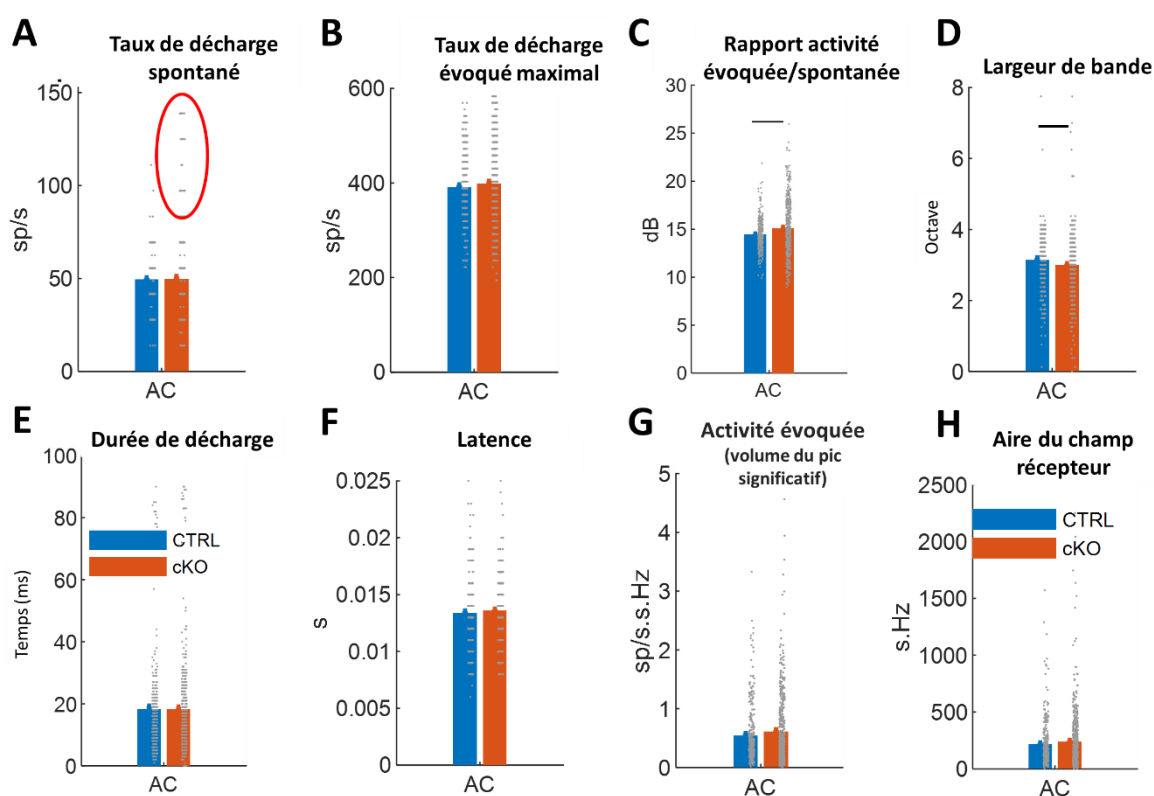 A
Taux de décharge
spontané
150
100
50
0
sp/s
AC
B
Taux de décharge
évoqué maximal
600
400
200
0
sp/s
AC
C
Rapport activité
évoquée/spontanée
30
25
20
15
10
5
0
dB
AC
D
Largeur de bande
8
6
4
2
0
Octave
AC
E
Durée de décharge
100
80
60
40
20
0
Temps (ms)
CTRL
cKO
AC
F
Latence
0.025
0.02
0.015
0.01
0.005
0
s
AC
G
Activité évoquée
(volume du pic
significatif)
5
4
3
2
1
0
sp/s.s.Hz
AC
H
Aire du champ
récepteur
2500
2000
1500
1000
500
0
s.Hz
CTRL
cKO
AC